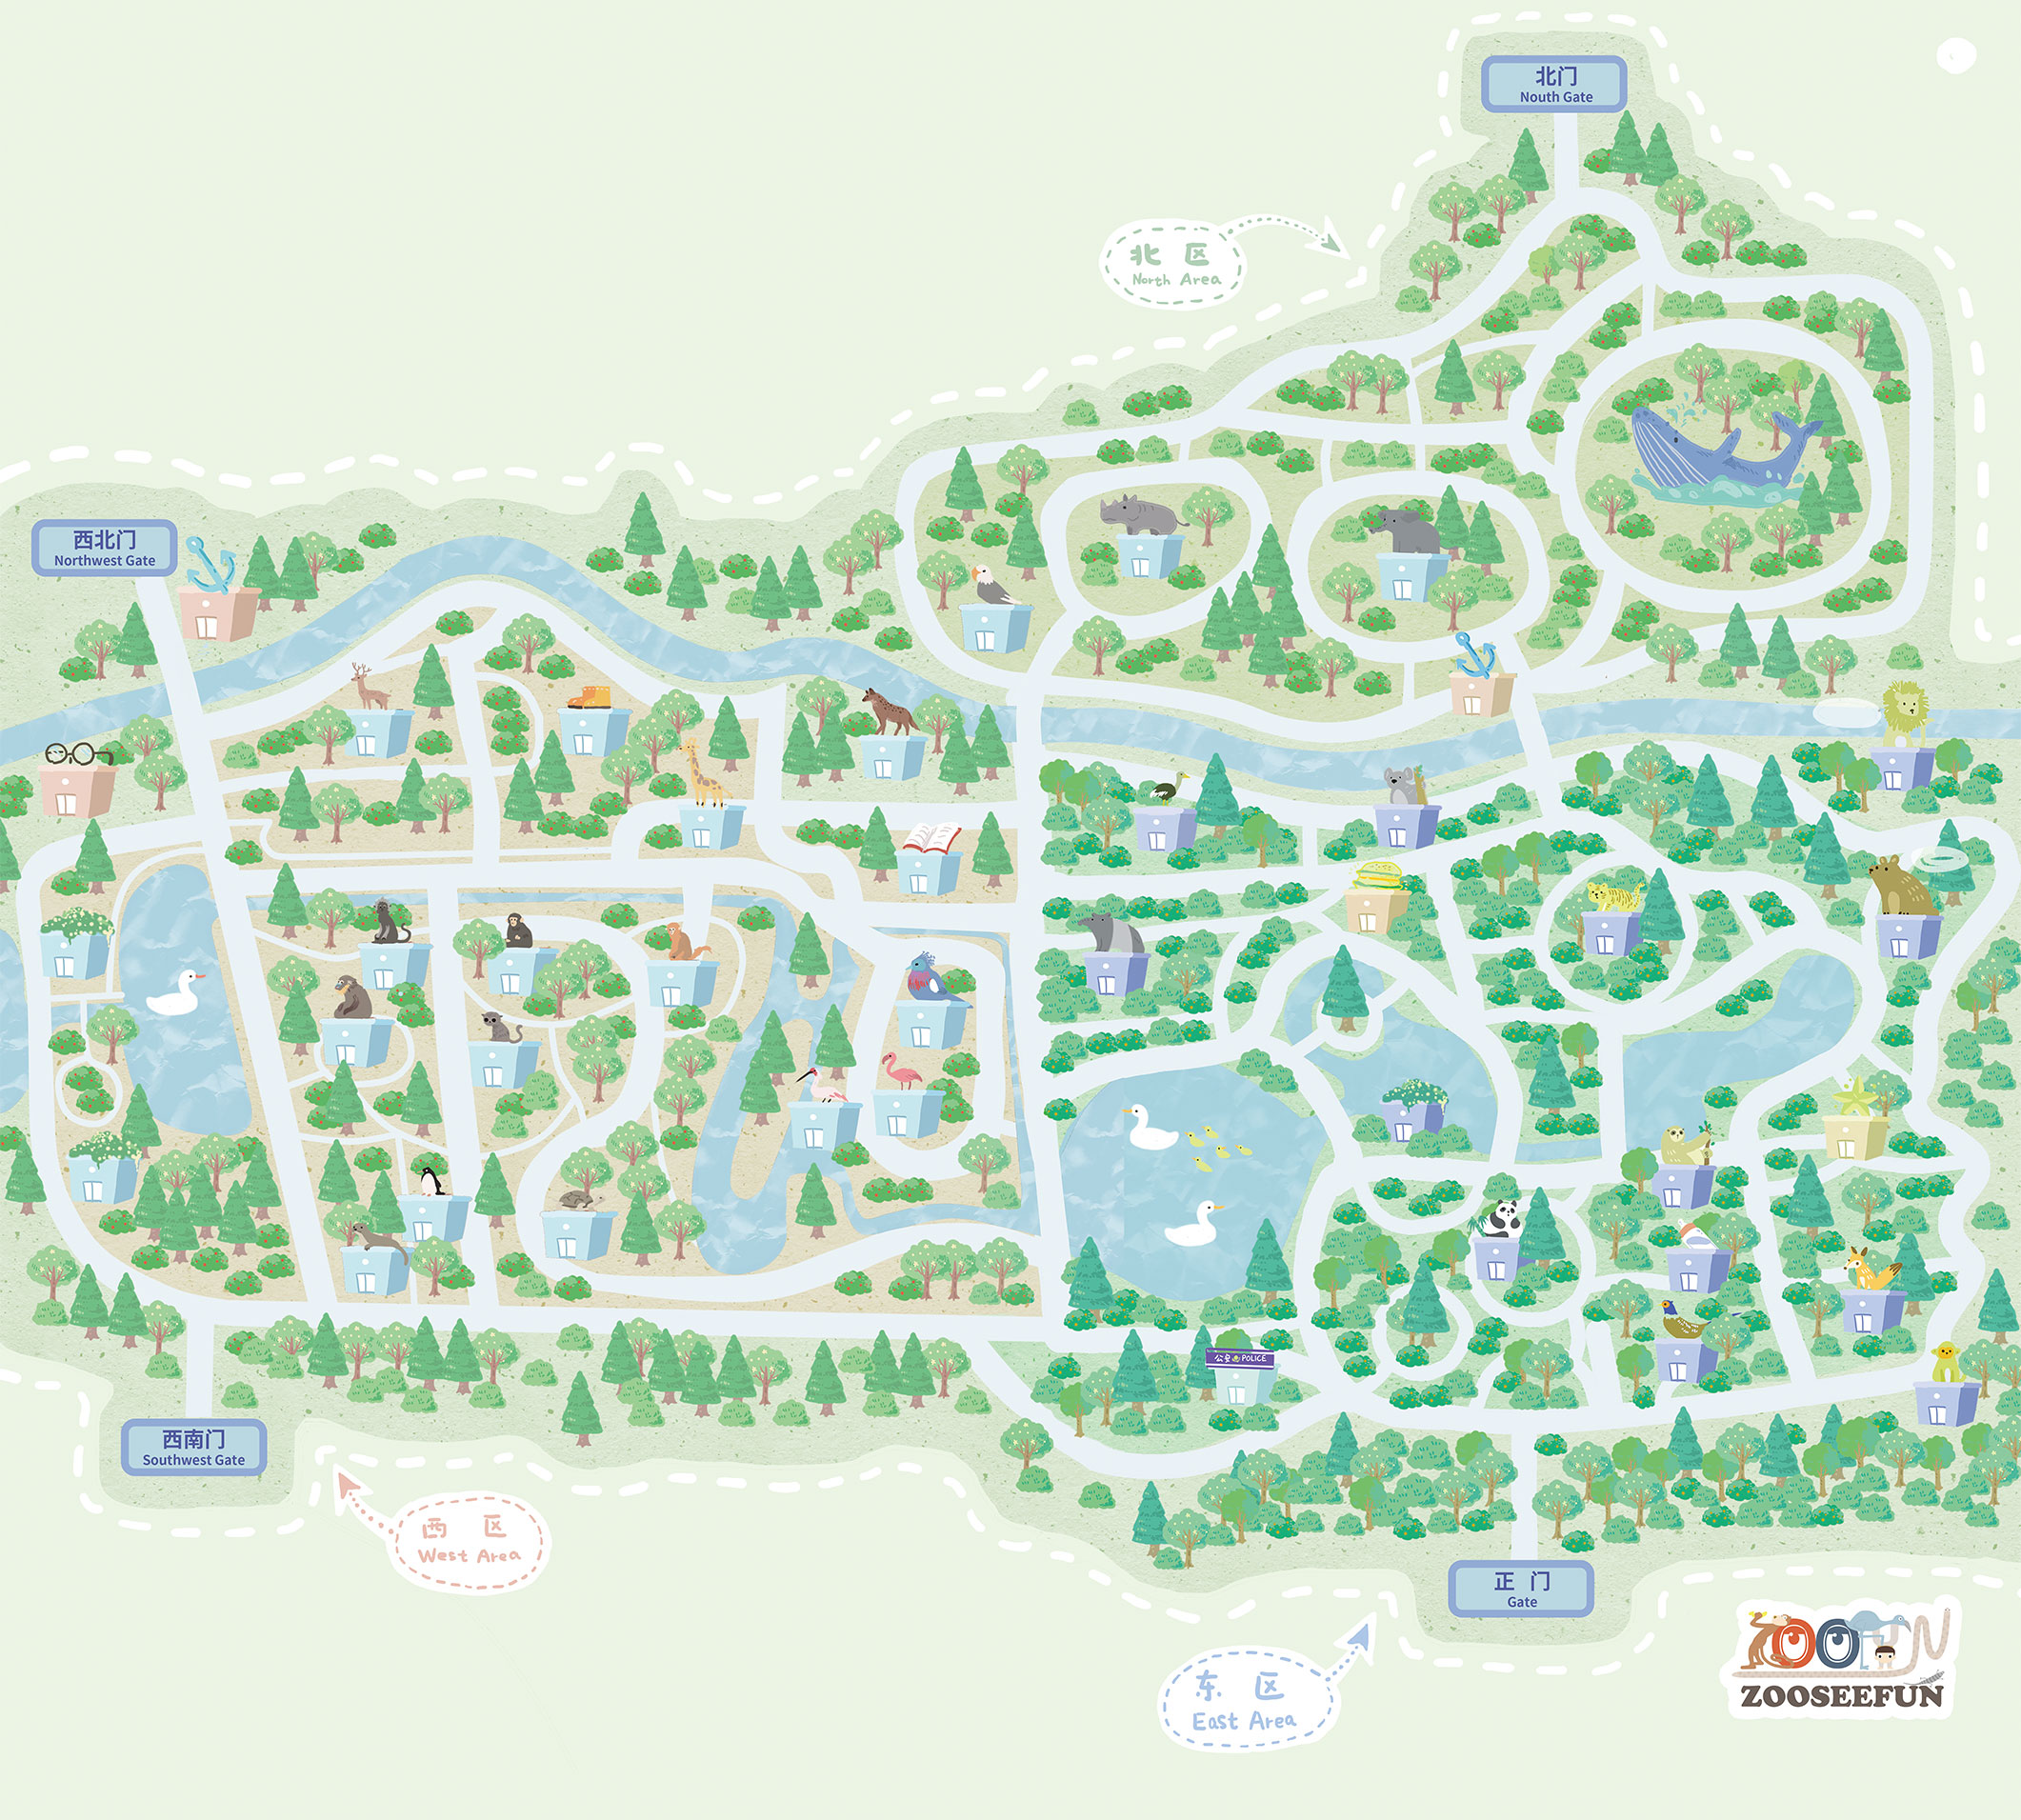 北门
Nouth Gate
北 区
North Area
西北门
Northwest Gate
公安 POLICE
西南门
Southwest Gate
西 区
West Area
正 门
Gate
东 区
East Area
ZOOFUN
ZOOSEEFUN